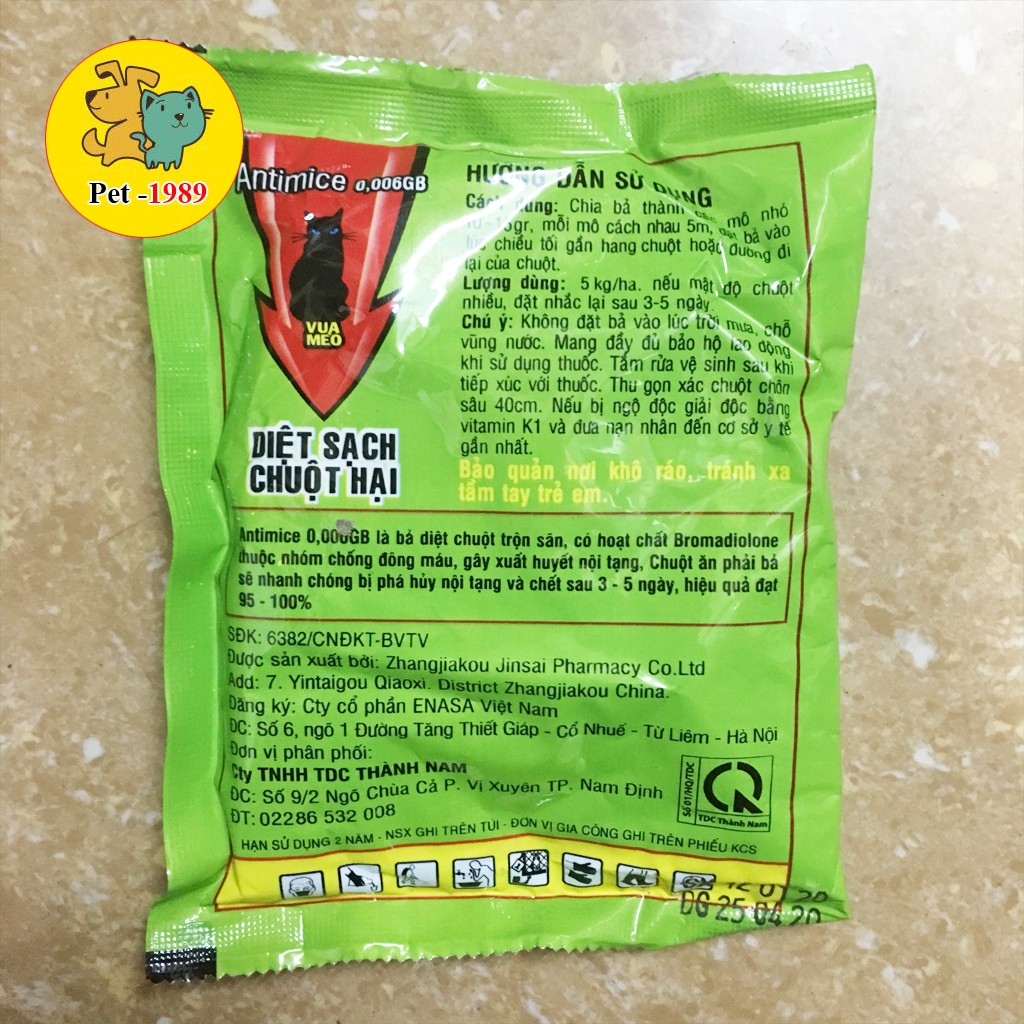 Pet -1989
Antimice 0,006GB
VUA
MÈO
DIỆT SẠCH
CHUỘT HẠI
HƯỚNG DẪN SỬ DỤNG
Cách dùng: Chia bả thành các mô nhỏ
10 - 15gr, mỗi mô cách nhau 5m, đặt bả vào
lúc chiều tối gần hang chuột hoặc đường đi
lại của chuột.
Lượng dùng: 5 kg/ha. nếu mật độ chuột
nhiều, đặt nhắc lại sau 3-5 ngày.
Chú ý: Không đặt bả vào lúc trời mưa, chỗ
vũng nước. Mang đầy đủ bảo hộ lao động
khi sử dụng thuốc. Tắm rửa vệ sinh sau khi
tiếp xúc với thuốc. Thu gọn xác chuột chôn
sâu 40cm. Nếu bị ngộ độc giải độc bằng
vitamin K1 và đưa nạn nhân đến cơ sở y tế
gần nhất.
Bảo quản nơi khô ráo, tránh xa
tầm tay trẻ em.
Antimice 0,006GB là bả diệt chuột trộn sẵn, có hoạt chất Bromadiolone
thuộc nhóm chống đông máu, gây xuất huyết nội tạng, Chuột ăn phải bả
sẽ nhanh chóng bị phá hủy nội tạng và chết sau 3 - 5 ngày, hiệu quả đạt
95 - 100%
SĐK: 6382/CNĐKT-BVTV
Được sản xuất bởi: Zhangjiakou Jinsai Pharmacy Co.Ltd
Add: 7. Yintaigou Qiaoxi. District Zhangjiakou China.
Đăng ký: Cty cổ phần ENASA Việt Nam
ĐC: Số 6, ngõ 1 Đường Tăng Thiết Giáp - Cổ Nhuế - Từ Liêm - Hà Nội
Đơn vị phân phối:
Cty TNHH TDC THÀNH NAM
ĐC: Số 9/2 Ngõ Chùa Cả P. Vị Xuyên TP. Nam Định
ĐT: 02286 532 008
Số 01/HQ/TDC
TDC Thành Nam
HẠN SỬ DỤNG 2 NĂM - NSX GHI TRÊN TÚI - ĐƠN VỊ GIA CÔNG GHI TRÊN PHIẾU KCS
ĐG 25 04 20